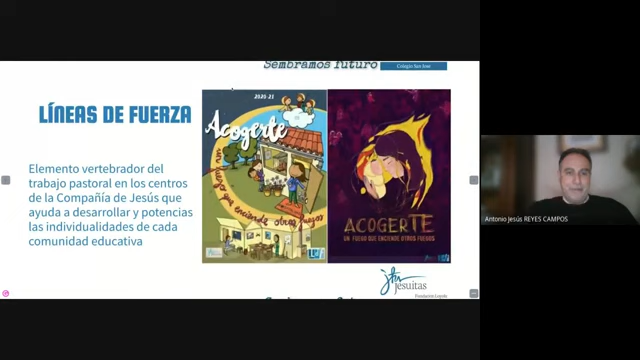 Sembramos futuro
Colegio San José
LÍNEAS DE FUERZA
Elemento vertebrador del
trabajo pastoral en los centros
de la Compañía de Jesús que
ayuda a desarrollar y potencias
las individualidades de cada
comunidad educativa
2020-21
Acogerte
un fuego que enciende otros fuegos
ACOGERTE
UN FUEGO QUE ENCIENDE OTROS FUEGOS
jesuitas
Fundación Loyola
Antonio Jesús REYES CAMPOS